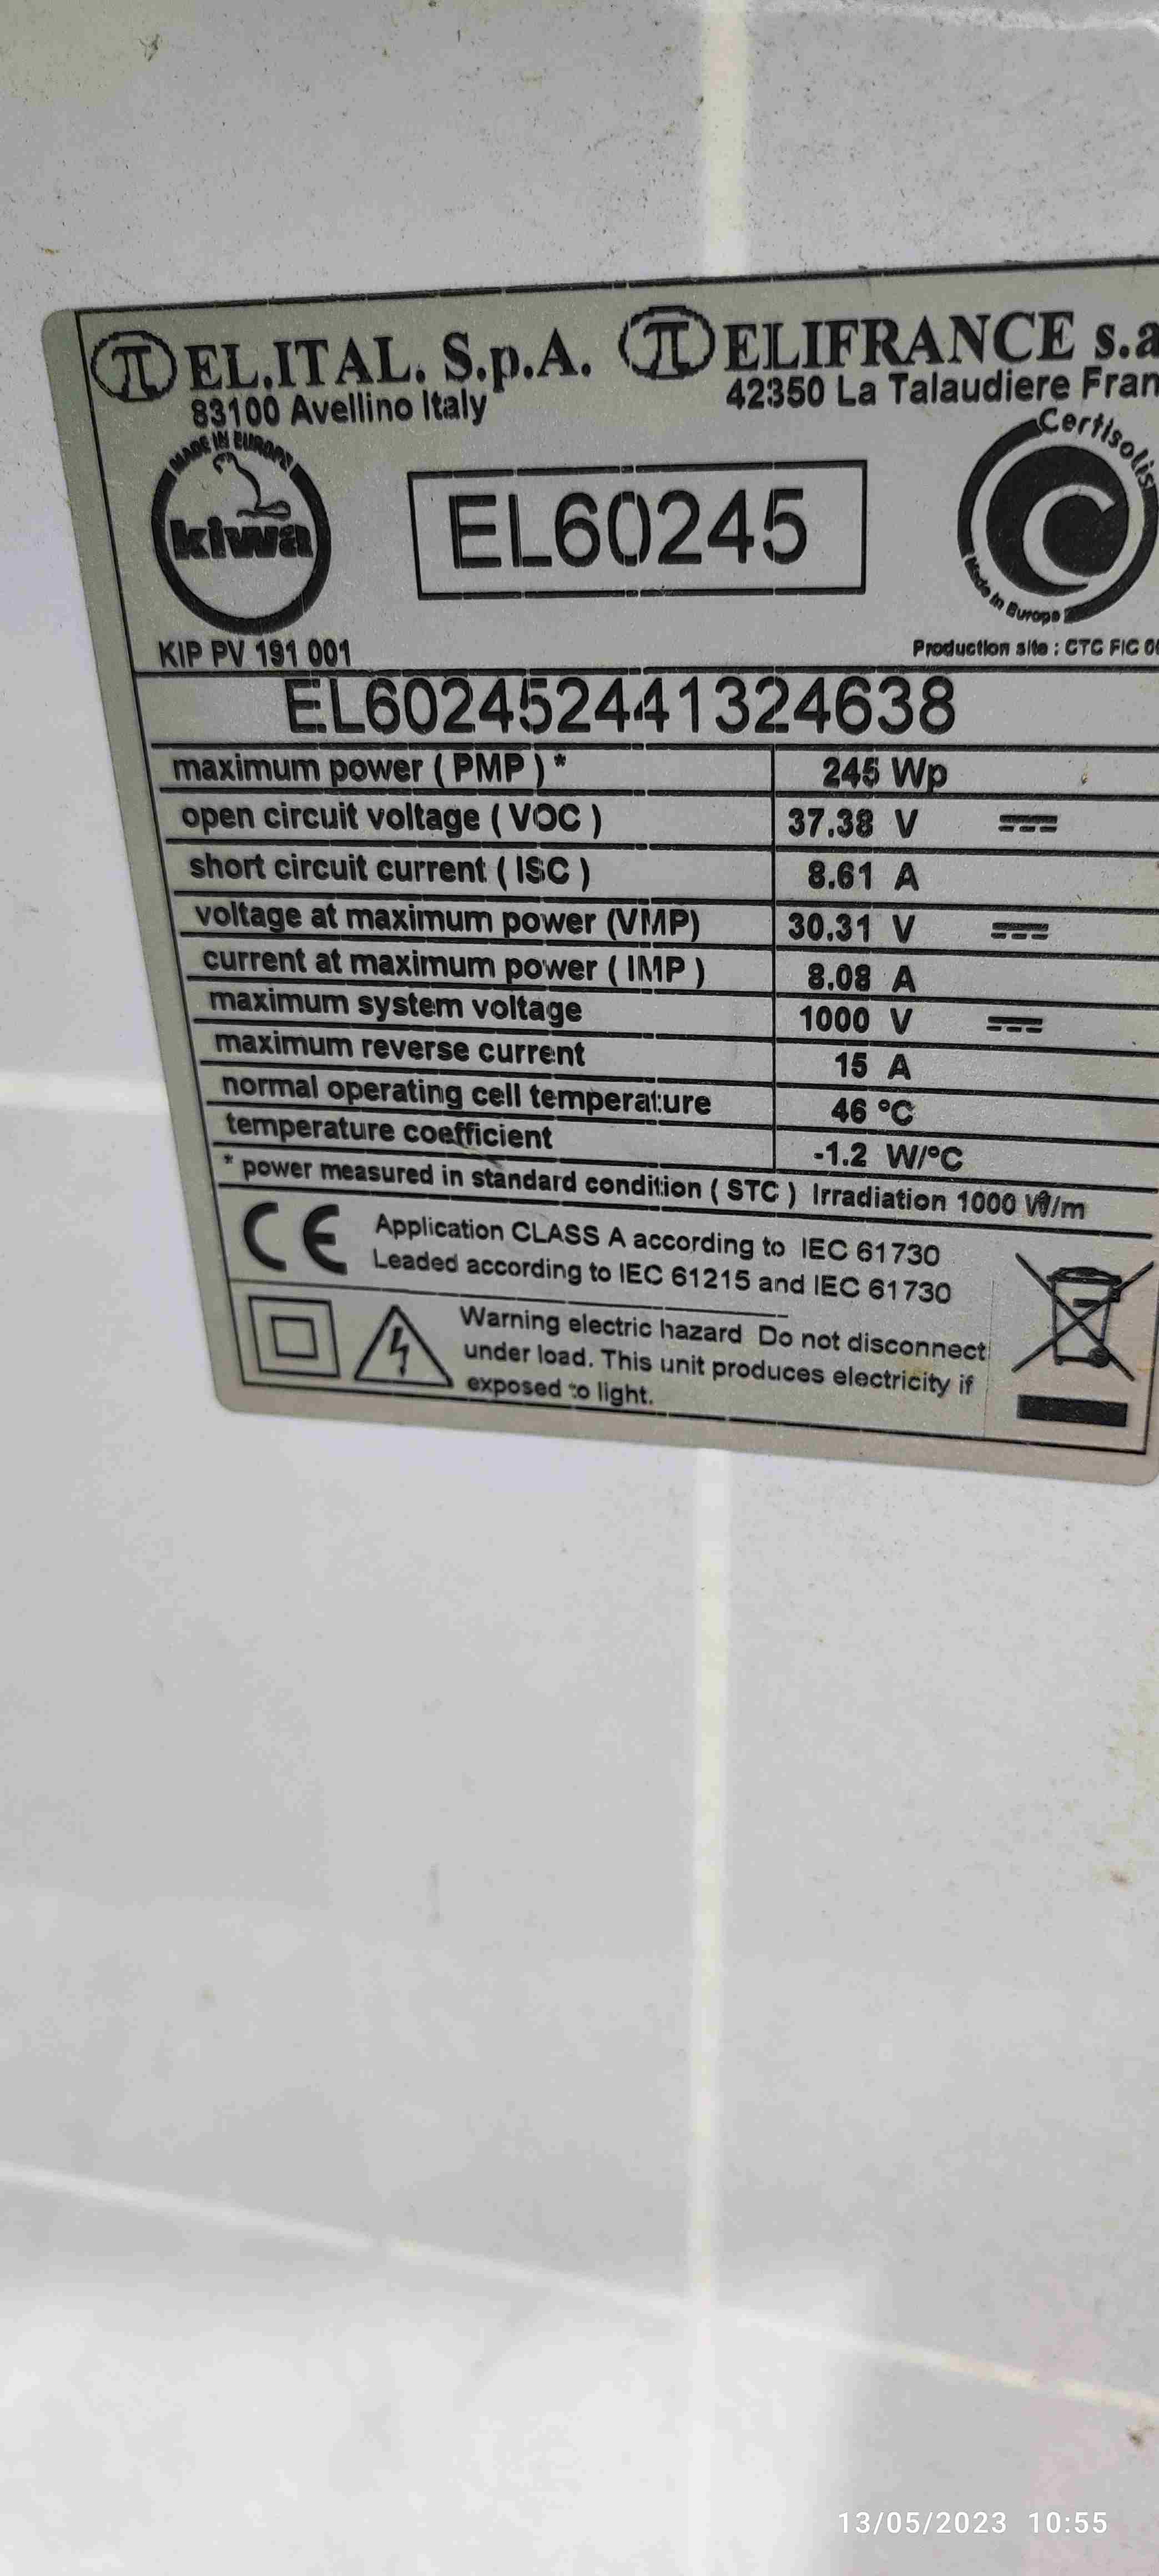 EL.ITAL. S.p.A. ELIFRANCE s.a
83100 Avellino Italy 42350 La Talaudiere Fran
MADE IN EUROPE
kiwa
EL60245
Certisolis
Made in Europe
KIP PV 191 001 Production site : CTC FIC
EL602452441324638
maximum power ( PMP ) * 245 Wp
open circuit voltage ( VOC ) 37.38 V
short circuit current ( ISC ) 8.61 A
voltage at maximum power (VMP) 30.31 V
current at maximum power ( IMP ) 8.08 A
maximum system voltage 1000 V
maximum reverse current 15 A
normal operating cell temperature 46 °C
temperature coefficient -1.2 W/°C
* power measured in standard condition ( STC ) Irradiation 1000
CE
Application CLASS A according to IEC 61730
Leaded according to IEC 61215 and IEC 61730
Warning electric hazard Do not disconnect
under load. This unit produces electricity if
exposed to light.
13/05/2023 10:55